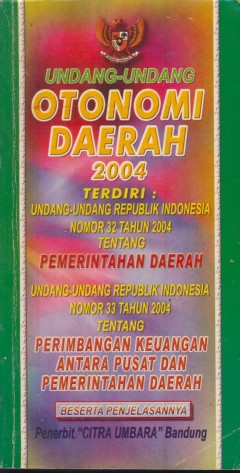 UNDANG-UNDANG
OTONOMI
DAERAH
2004
TERDIRI :
UNDANG-UNDANG REPUBLIK INDONESIA
NOMOR 32 TAHUN 2004
TENTANG
PEMERINTAHAN DAERAH
UNDANG-UNDANG REPUBLIK INDONESIA
NOMOR 33 TAHUN 2004
TENTANG
PERIMBANGAN KEUANGAN
ANTARA PUSAT DAN
PEMERINTAHAN DAERAH
BESERTA PENJELASANNYA
Penerbit "CITRA UMBARA" Bandung